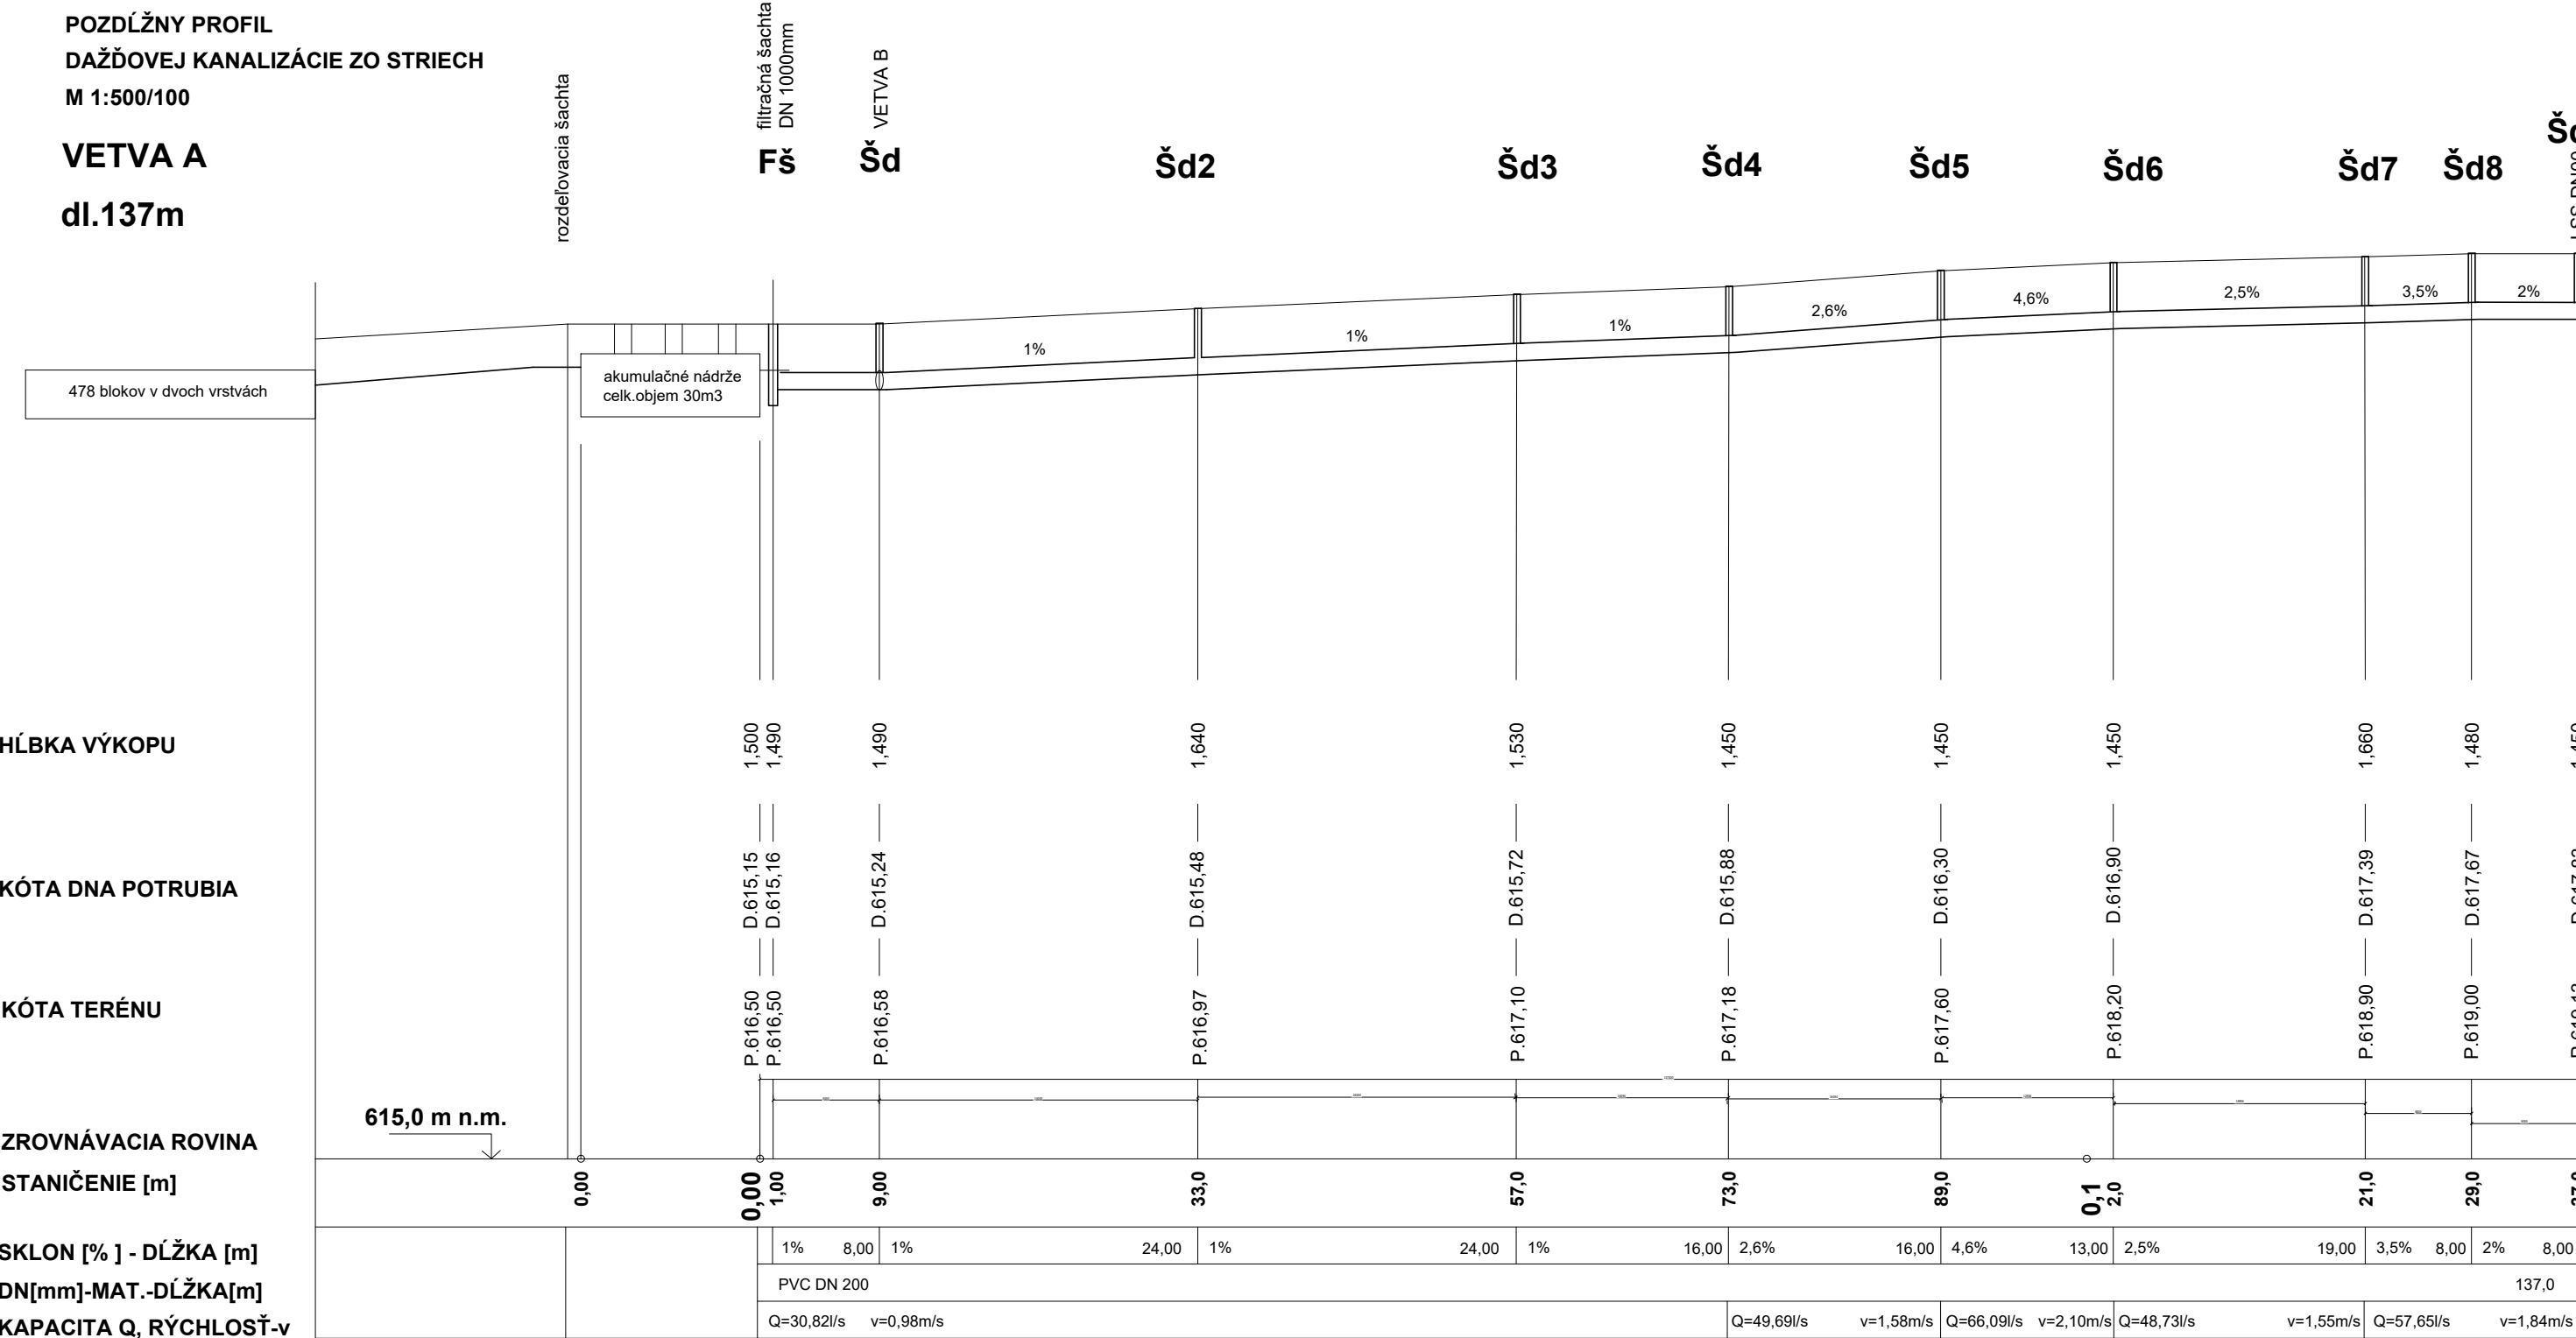 POZDĹŽNY PROFIL
DAŽĎOVEJ KANALIZÁCIE ZO STRIECH
M 1:500/100
VETVA A
dl.137m
rozdeľovacia šachta
filtračná šachta
DN 1000mm
VETVA B
Fš
Šd
Šd2
Šd3
Šd4
Šd5
Šd6
Šd7
Šd8
1%
1%
1%
2,6%
4,6%
2,5%
3,5%
2%
478 blokov v dvoch vrstvách
akumulačné nádrže
celk.objem 30m3
HĹBKA VÝKOPU
1,500
1,490
1,490
1,640
1,530
1,450
1,450
1,450
1,660
1,480
KÓTA DNA POTRUBIA
D.615,15
D.615,16
D.615,24
D.615,48
D.615,72
D.615,88
D.616,30
D.616,90
D.617,39
D.617,67
KÓTA TERÉNU
P.616,50
P.616,50
P.616,58
P.616,97
P.617,10
P.617,18
P.617,60
P.618,20
P.618,90
P.619,00
615,0 m n.m.
ZROVNÁVACIA ROVINA
STANIČENIE [m]
0,00
0,00
1,00
9,00
33,0
57,0
73,0
89,0
0,1
2,0
21,0
29,0
SKLON [% ] - DĹŽKA [m]
1% 8,00 1% 24,00 1% 24,00 1% 16,00 2,6% 16,00 4,6% 13,00 2,5% 19,00 3,5% 8,00 2% 8,00
DN[mm]-MAT.-DĹŽKA[m]
PVC DN 200 137,0
KAPACITA Q, RÝCHLOSŤ-v
Q=30,82l/s v=0,98m/s Q=49,69l/s v=1,58m/s Q=66,09l/s v=2,10m/s Q=48,73l/s v=1,55m/s Q=57,65l/s v=1,84m/s